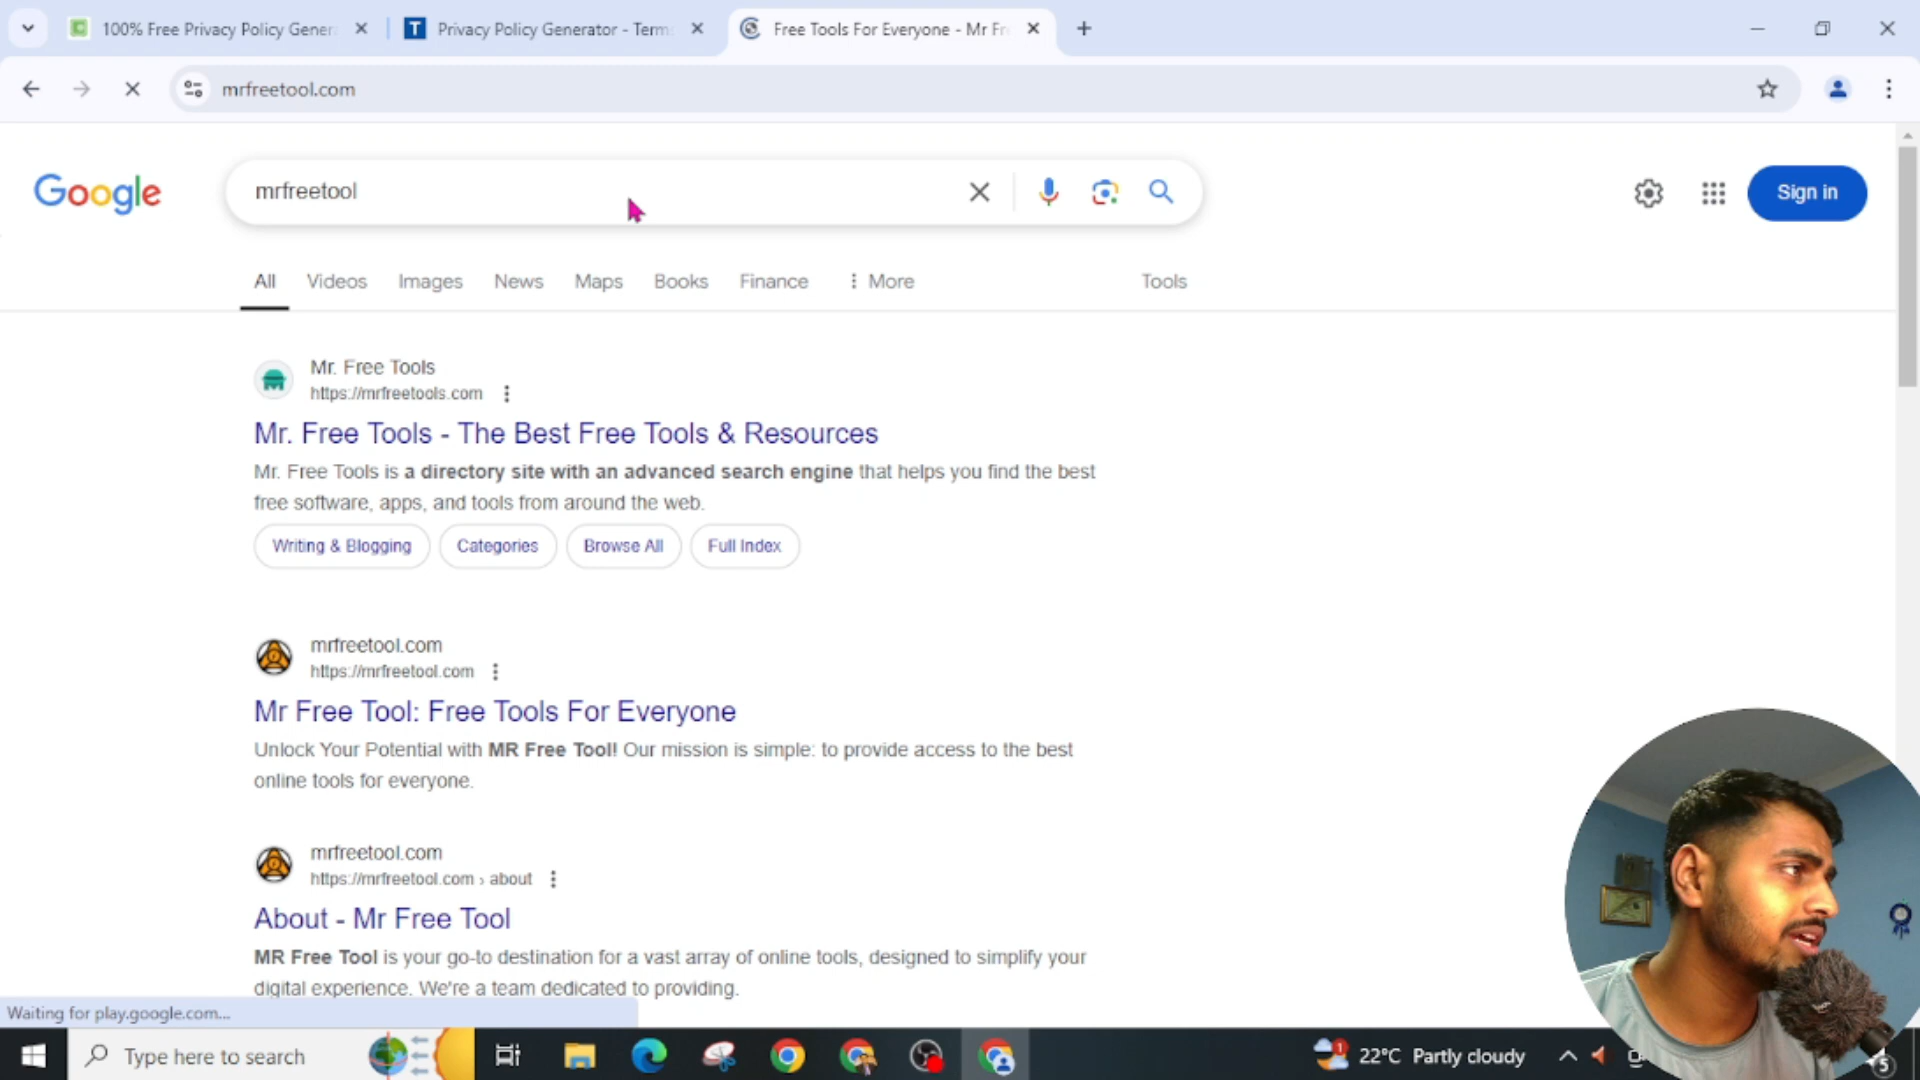 100% Free Privacy Policy Gener
Privacy Policy Generator - Term
Free Tools For Everyone - Mr Fr
mrfreetool.com
Google
mrfreetool
Sign in
All
Videos
Images
News
Maps
Books
Finance
More
Tools
Mr. Free Tools
https://mrfreetools.com
Mr. Free Tools - The Best Free Tools & Resources
Mr. Free Tools is a directory site with an advanced search engine that helps you find the best
free software, apps, and tools from around the web.
Writing & Blogging
Categories
Browse All
Full Index
mrfreetool.com
https://mrfreetool.com
Mr Free Tool: Free Tools For Everyone
Unlock Your Potential with MR Free Tool! Our mission is simple: to provide access to the best
online tools for everyone.
mrfreetool.com
https://mrfreetool.com › about
About - Mr Free Tool
MR Free Tool is your go-to destination for a vast array of online tools, designed to simplify your
digital experience. We're a team dedicated to providing.
Waiting for play.google.com...
Type here to search
1
22°C Partly cloudy
5